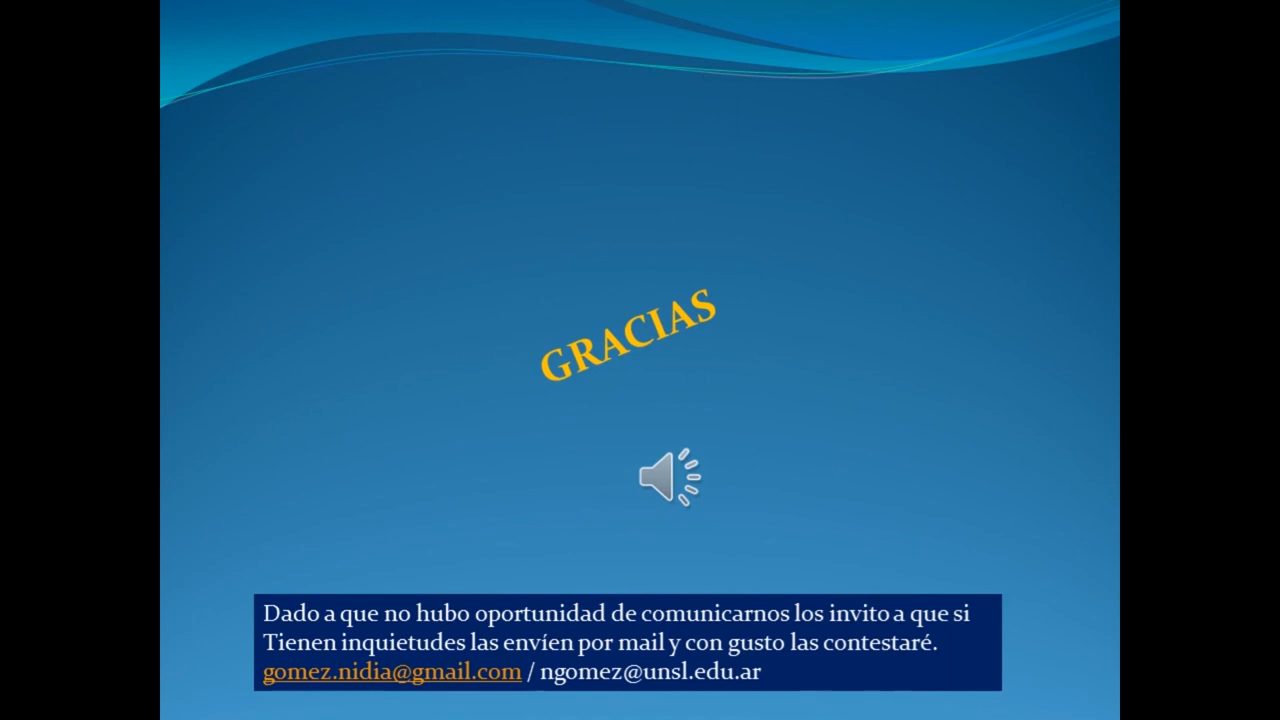 GRACIAS
Dado a que no hubo oportunidad de comunicarnos los invito a que si
Tienen inquietudes las envíen por mail y con gusto las contestaré.
gomez.nidia@gmail.com / ngomez@unsl.edu.ar